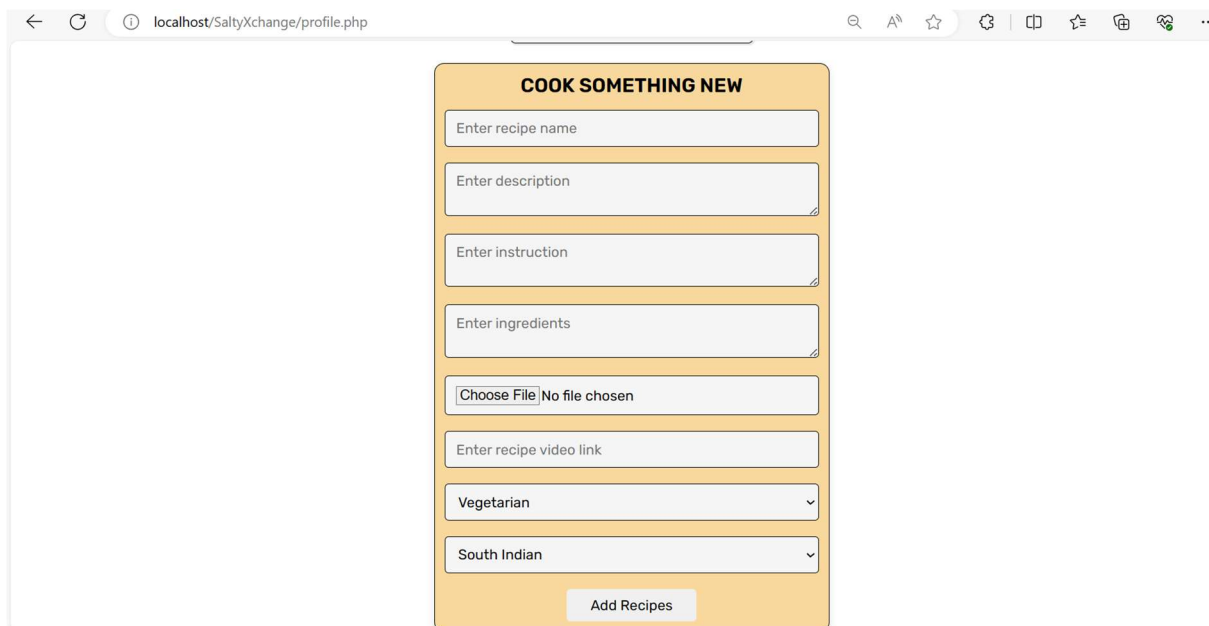 localhost/SaltyXchange/profile.php
COOK SOMETHING NEW
Enter recipe name
Enter description
Enter instruction
Enter ingredients
Choose File No file chosen
Enter recipe video link
Vegetarian
South Indian
Add Recipes